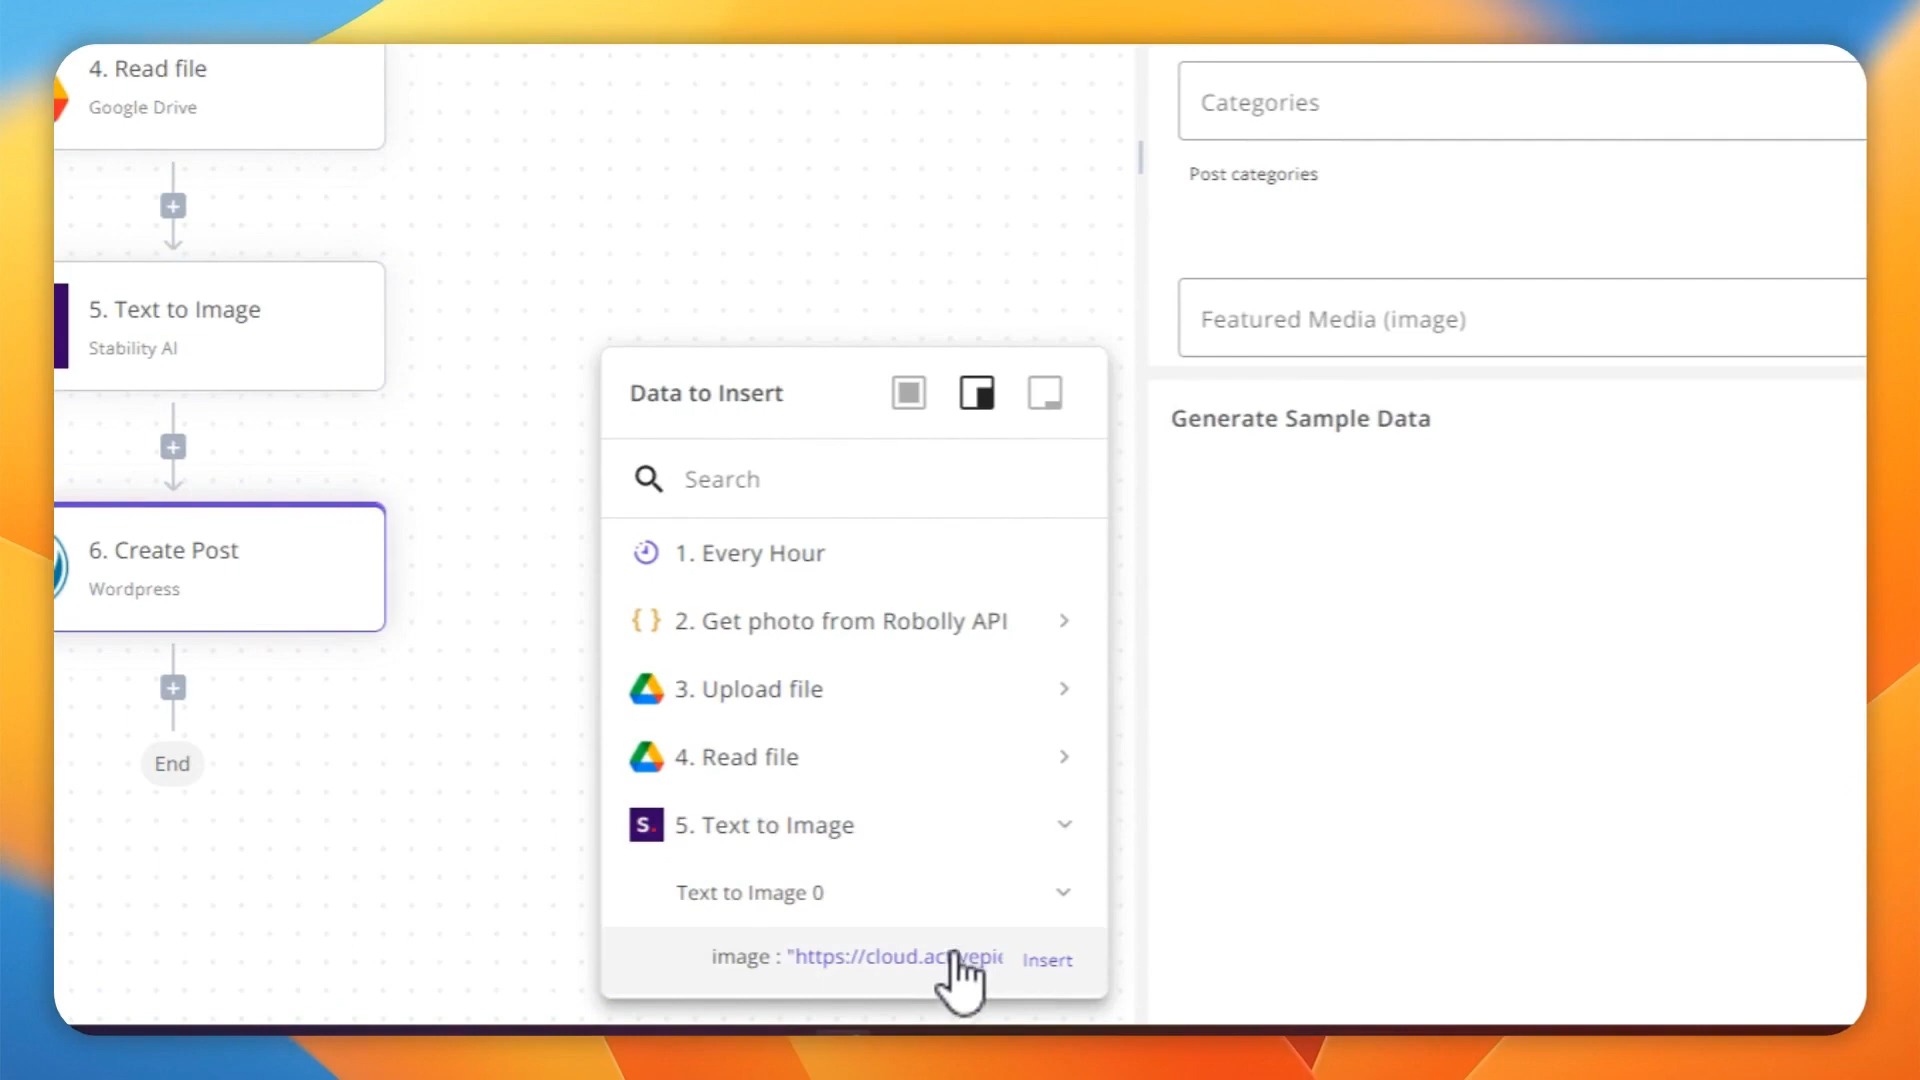 4. Read file
Google Drive
5. Text to Image
Stability AI
6. Create Post
Wordpress
End
Data to Insert
Search
1. Every Hour
2. Get photo from Robolly API
3. Upload file
4. Read file
S. 5. Text to Image
Text to Image 0
image : "https://cloud.activepie
Insert
Categories
Post categories
Featured Media (image)
Generate Sample Data